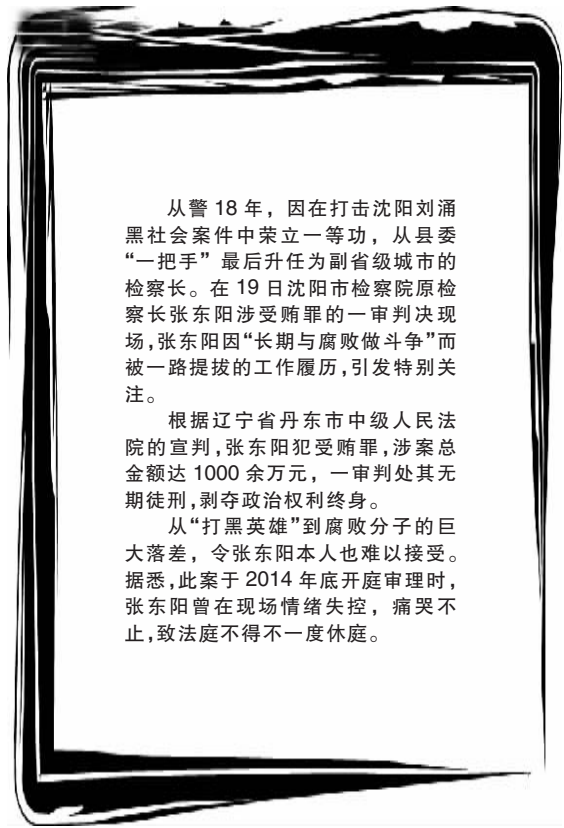 从警 18 年，因在打击沈阳刘涌
黑社会案件中荣立一等功，从县委
“一把手”最后升任为副省级城市的
检察长。在 19 日沈阳市检察院原检
察长张东阳涉受贿罪的一审判决现
场,张东阳因“长期与腐败做斗争”而
被一路提拔的工作履历,引发特别关
注。
根据辽宁省丹东市中级人民法
院的宣判,张东阳犯受贿罪,涉案总
金额达 1000 余万元，一审判处其无
期徒刑,剥夺政治权利终身。
从“打黑英雄”到腐败分子的巨
大落差，令张东阳本人也难以接受。
据悉,此案于 2014 年底开庭审理时，
张东阳曾在现场情绪失控，痛哭不
止,致法庭不得不一度休庭。